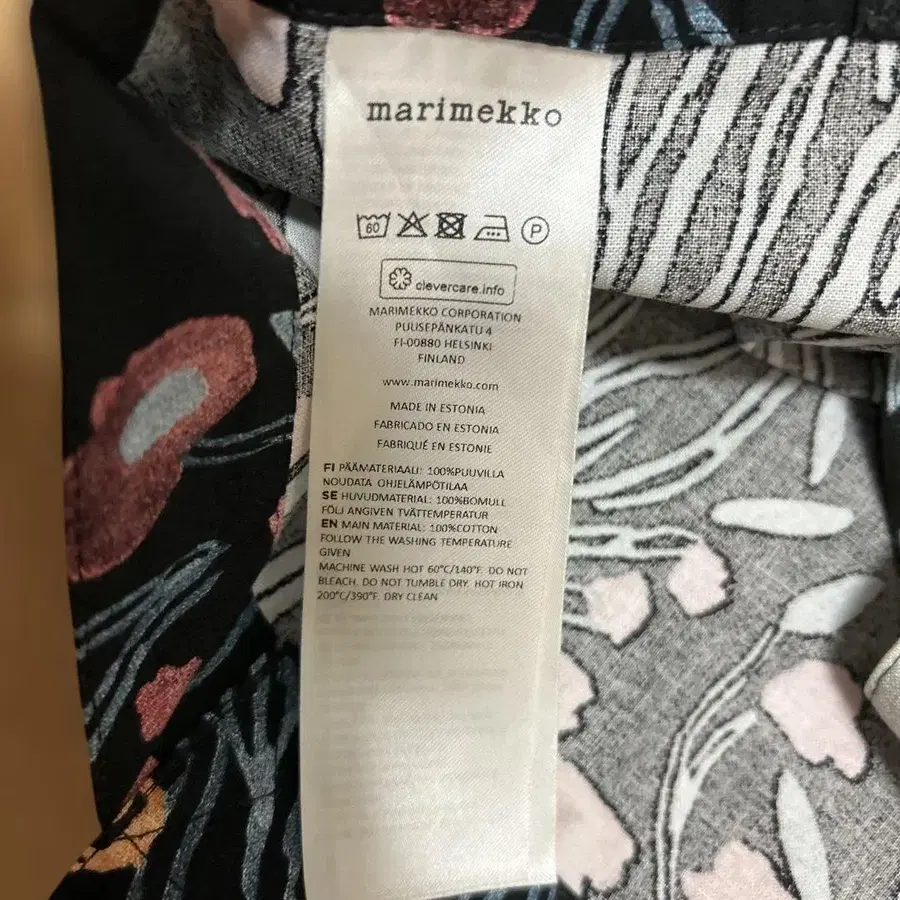 marimekko
60 P
clevercare.info
MARIMEKKO CORPORATION
PUUSEPÄNKATU 4
FI-00880 HELSINKI
FINLAND
www.marimekko.com
MADE IN ESTONIA
FABRICADO EN ESTONIA
FABRIQUÉ EN ESTONIE
FI PÄÄMATERIAALI: 100%PUUVILLA
NOUDATA OHJELÄMPÖTILAA
SE HUVUDMATERIAL: 100%BOMULL
FÖLJ ANGIVEN TVÄTTEMPERATUR
EN MAIN MATERIAL: 100%COTTON
FOLLOW THE WASHING TEMPERATURE
GIVEN
MACHINE WASH HOT 60°C/140°F. DO NOT
BLEACH. DO NOT TUMBLE DRY. HOT IRON
200°C/390°F. DRY CLEAN